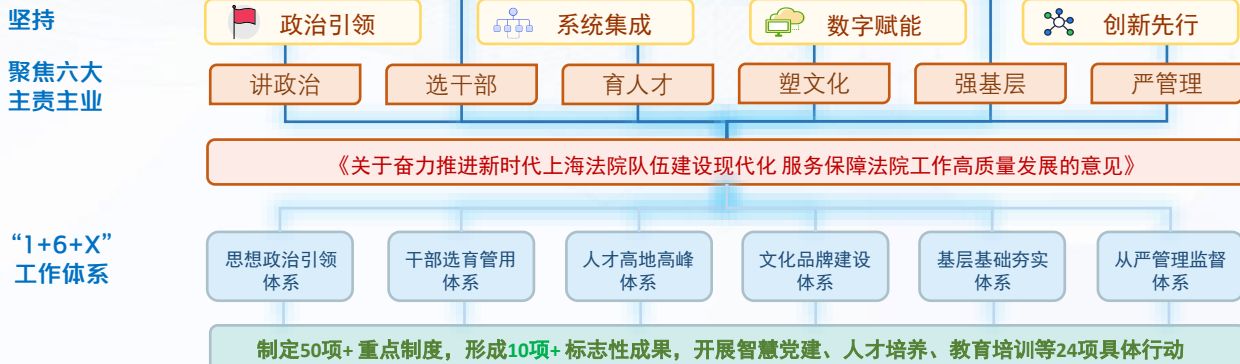 坚持
政治引领
系统集成
数字赋能
创新先行
聚焦六大
主责主业
讲政治
选干部
育人才
塑文化
强基层
严管理
《关于奋力推进新时代上海法院队伍建设现代化 服务保障法院工作高质量发展的意见》
“1+6+X”
工作体系
思想政治引领
体系
干部选育管用
体系
人才高地高峰
体系
文化品牌建设
体系
基层基础夯实
体系
从严管理监督
体系
制定50项+ 重点制度，形成10项+ 标志性成果，开展智慧党建、人才培养、教育培训等24项具体行动